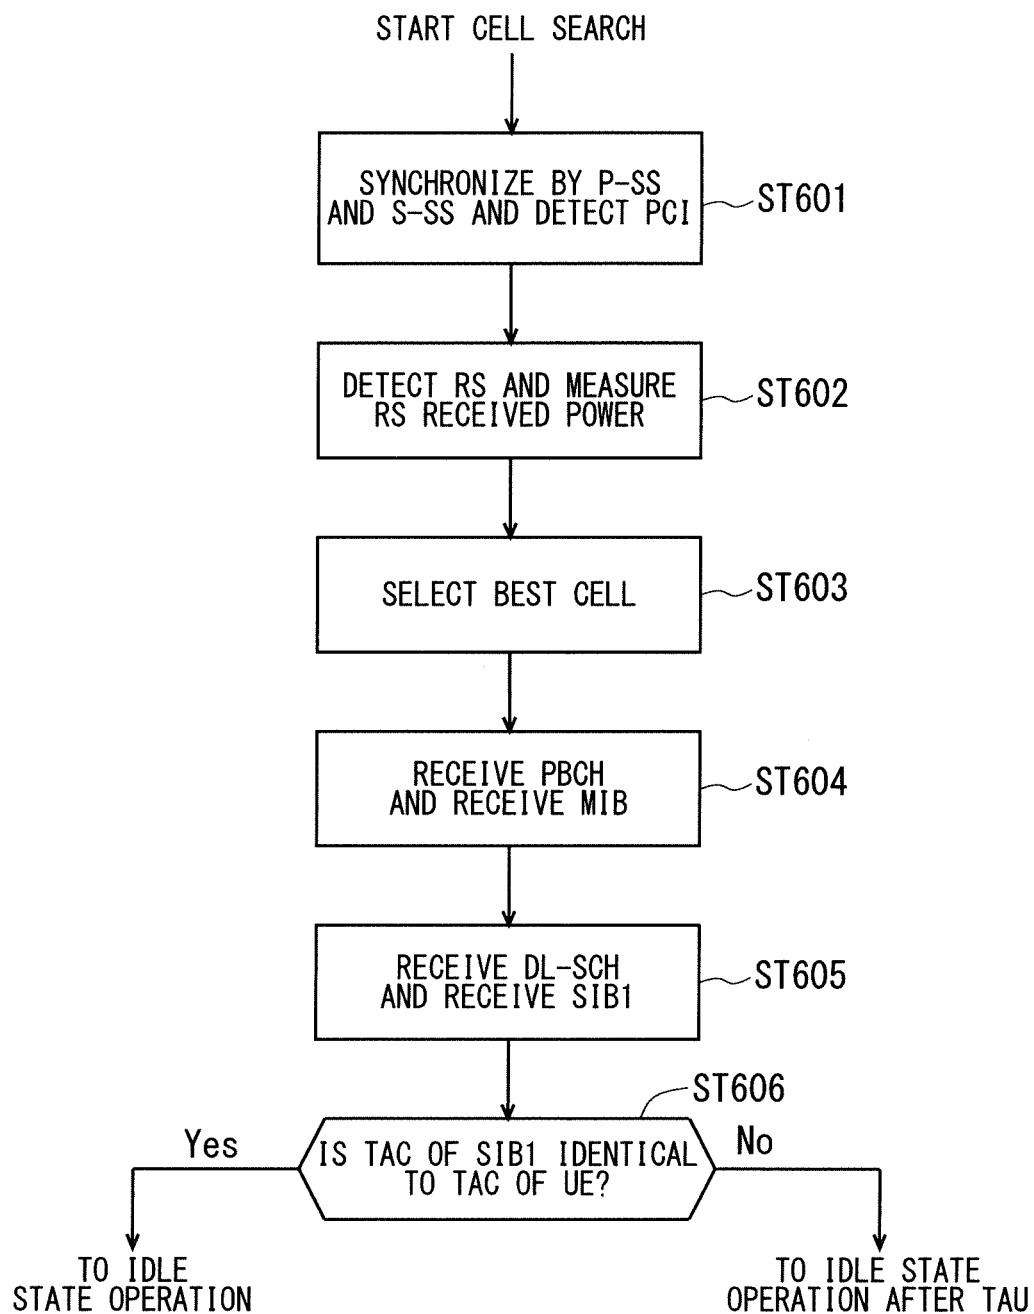 START CELL SEARCH
SYNCHRONIZE BY P-SS
AND S-SS AND DETECT PCI
ST601
DETECT RS AND MEASURE
RS RECEIVED POWER
ST602
SELECT BEST CELL
ST603
RECEIVE PBCH
AND RECEIVE MIB
ST604
RECEIVE DL-SCH
AND RECEIVE SIB1
ST605
ST606
Yes
No
IS TAC OF SIB1 IDENTICAL
TO TAC OF UE?
TO IDLE
STATE OPERATION
TO IDLE STATE
OPERATION AFTER TAU